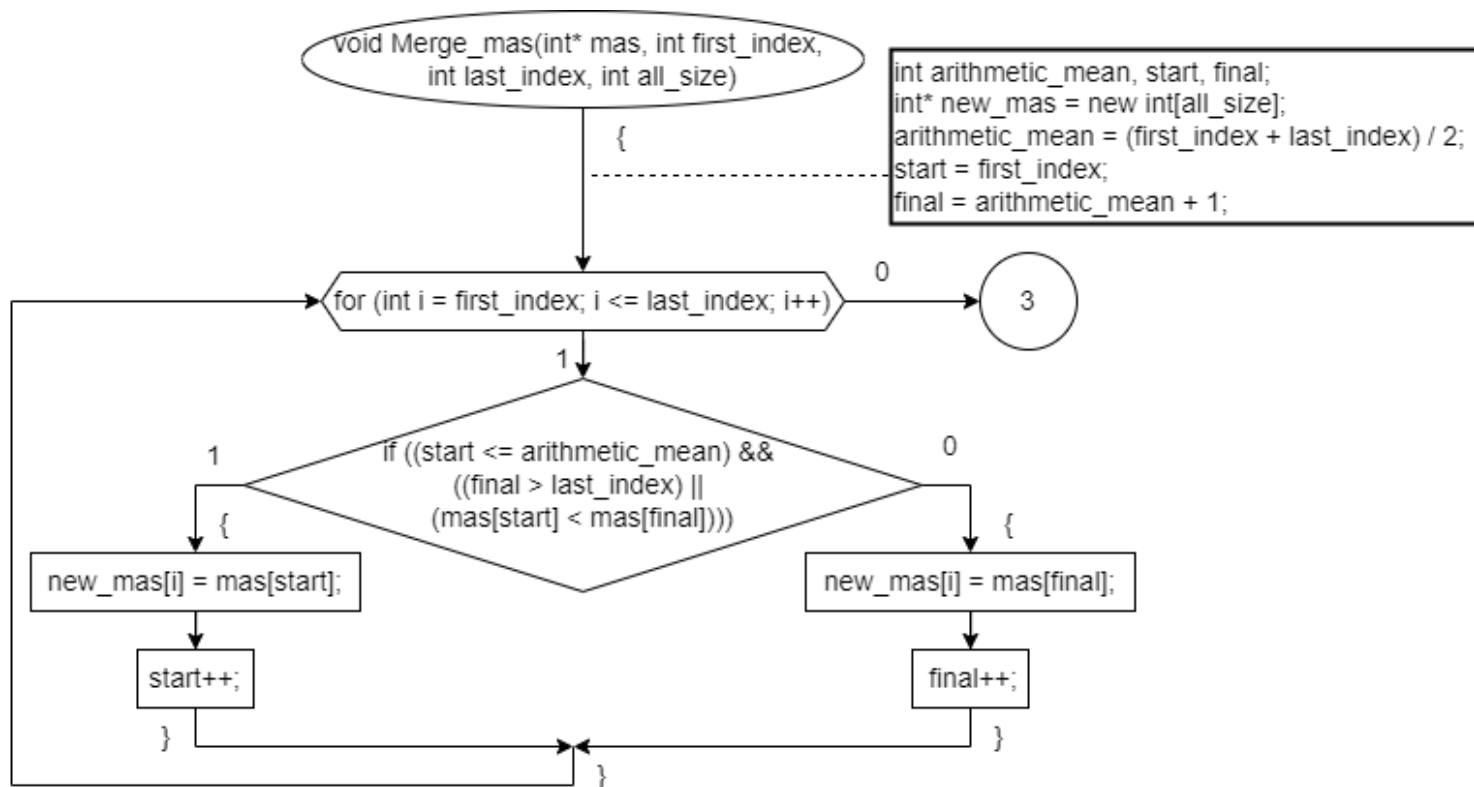 void Merge_mas(int* mas, int first_index,
int last_index, int all_size)
{
int arithmetic_mean, start, final;
int* new_mas = new int[all_size];
arithmetic_mean = (first_index + last_index) / 2;
start = first_index;
final = arithmetic_mean + 1;
for (int i = first_index; i <= last_index; i++)
0
3
1
if ((start <= arithmetic_mean) &&
((final > last_index) ||
(mas[start] < mas[final])))
1
0
{
{
new_mas[i] = mas[start];
new_mas[i] = mas[final];
start++;
final++;
}
}
}